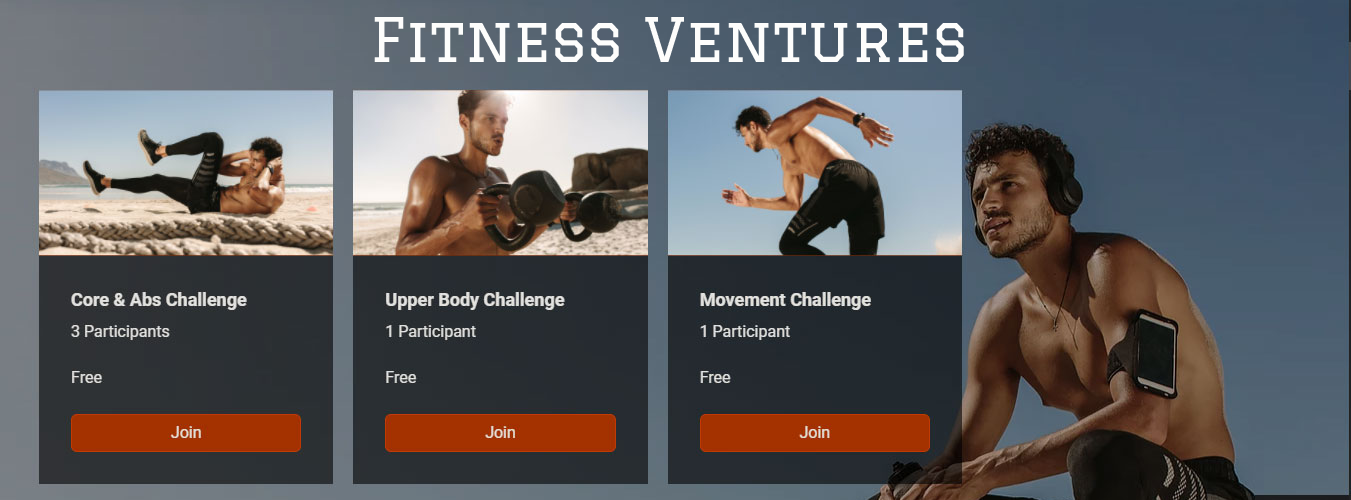 Fitness Ventures
Core & Abs Challenge
3 Participants
Free
Join
Upper Body Challenge
1 Participant
Free
Join
Movement Challenge
1 Participant
Free
Join